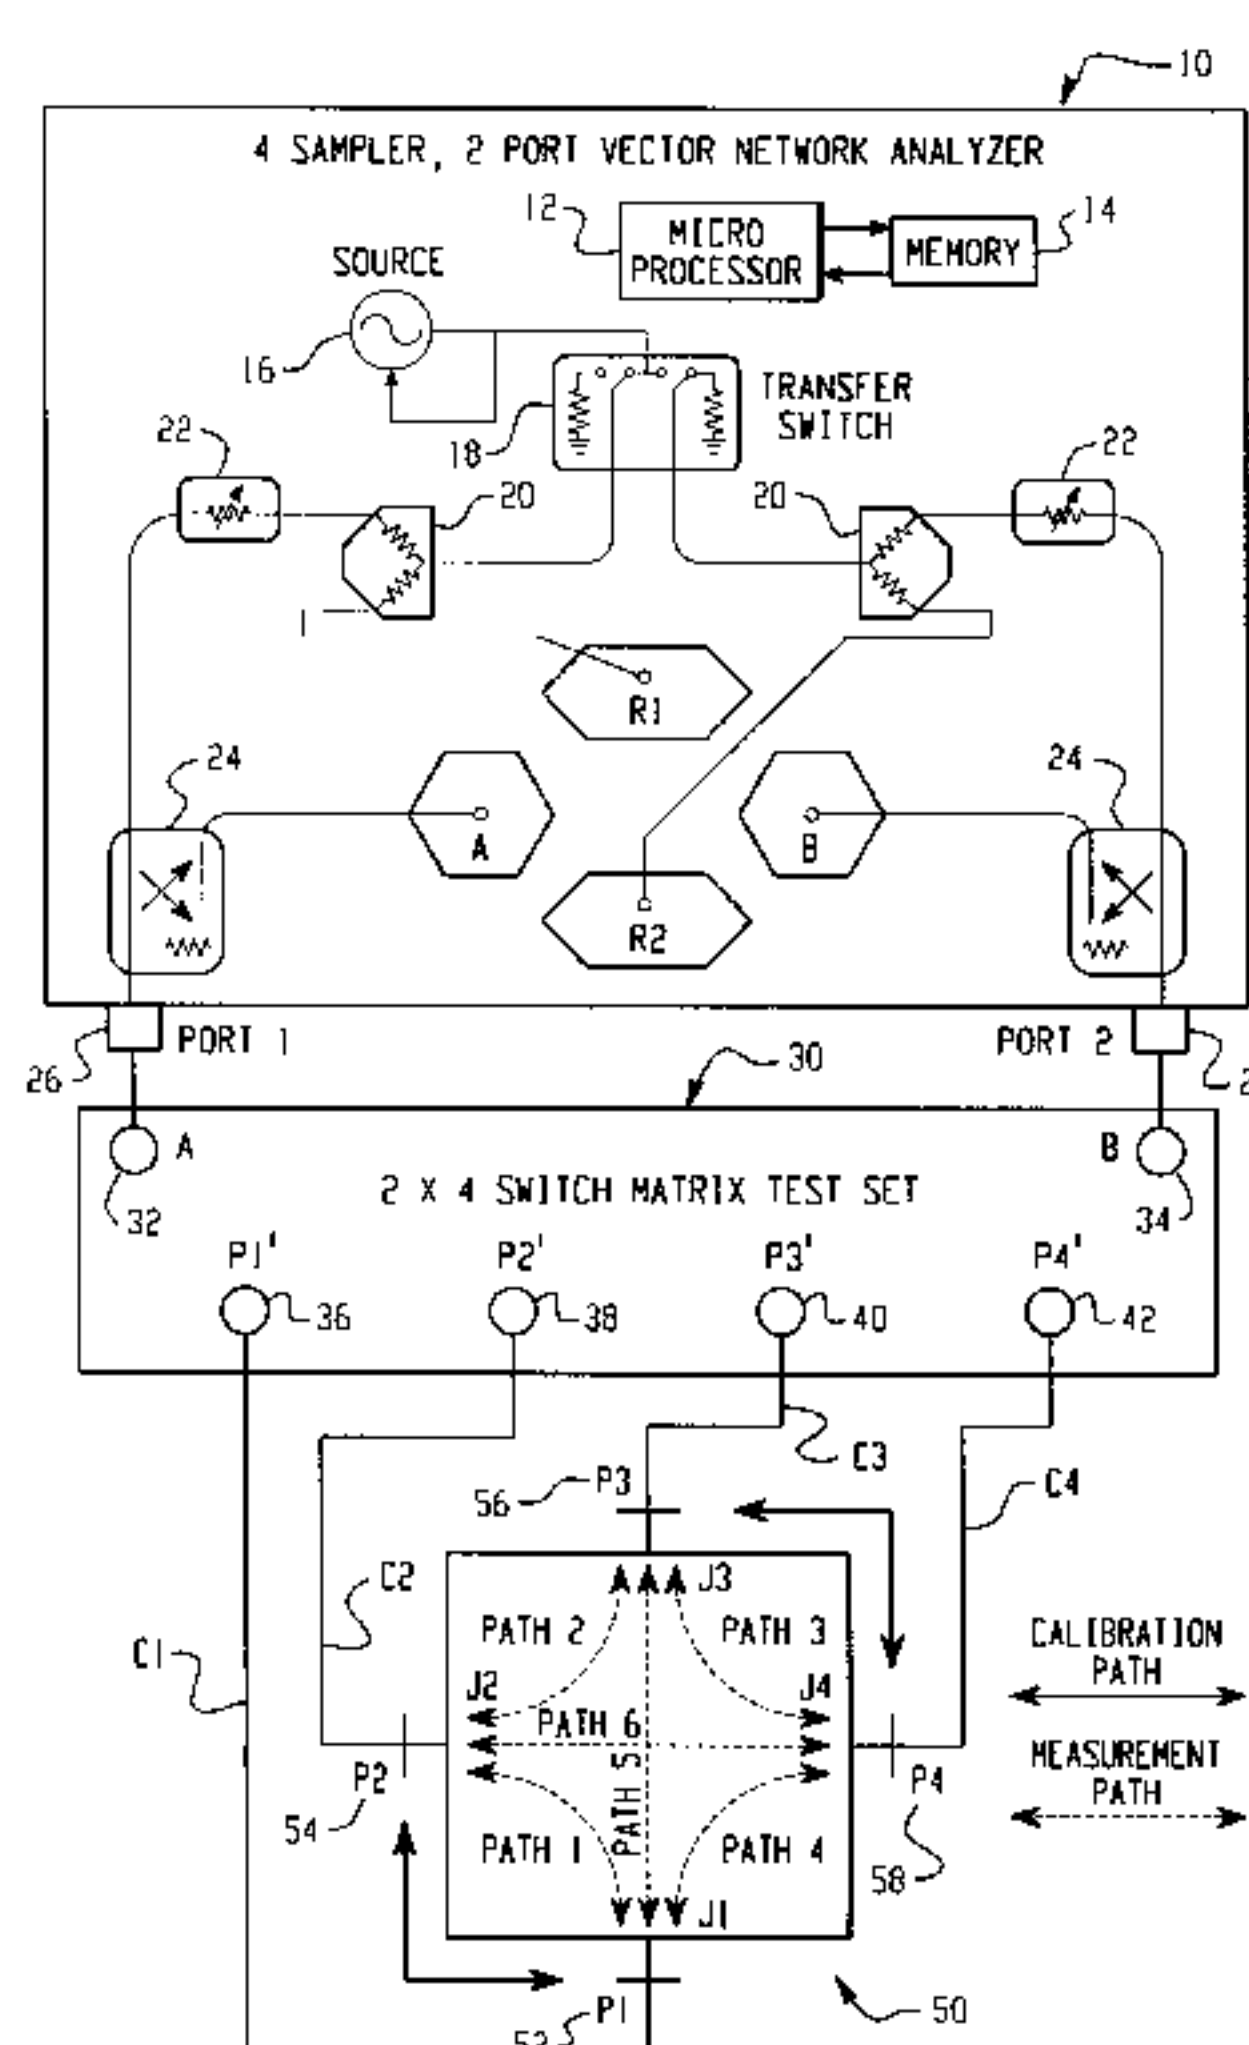 10
4 SAMPLER, 2 PORT VECTOR NETWORK ANALYZER
12
MICRO
PROCESSOR
MEMORY
14
SOURCE
16
TRANSFER
SWITCH
18
22
20
20
22
R1
24
A
B
24
R2
26
PORT 1
PORT 2
30
A
B
32
2 X 4 SWITCH MATRIX TEST SET
34
P1'
P2'
P3'
P4'
36
38
40
42
C3
P3
56
C4
C2
J3
PATH 2
PATH 3
CALIBRATION
PATH
C1
J2
J4
PATH 6
MEASUREMENT
PATH
P2
PATH 5
P4
54
PATH 1
PATH 4
58
J1
P1
50